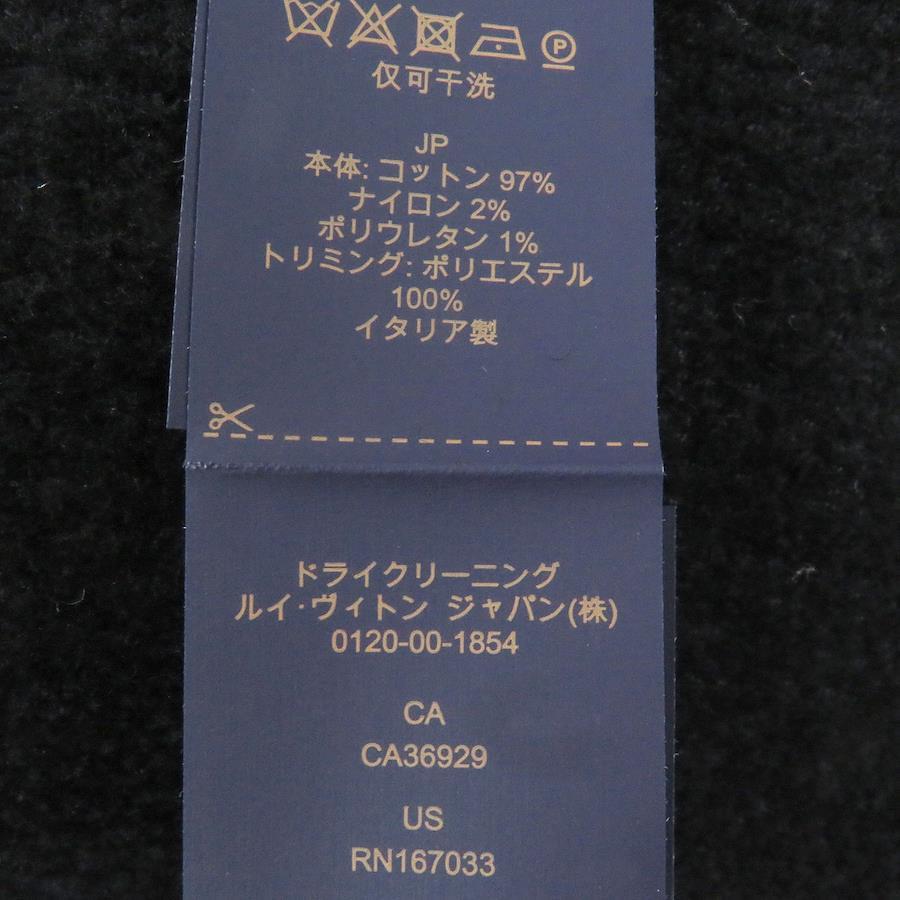 P
仅可干洗
JP
本体: コットン 97%
ナイロン 2%
ポリウレタン 1%
トリミング: ポリエステル
100%
イタリア製
ドライクリーニング
ルイ·ヴィトン ジャパン(株)
0120-00-1854
CA
CA36929
US
RN167033